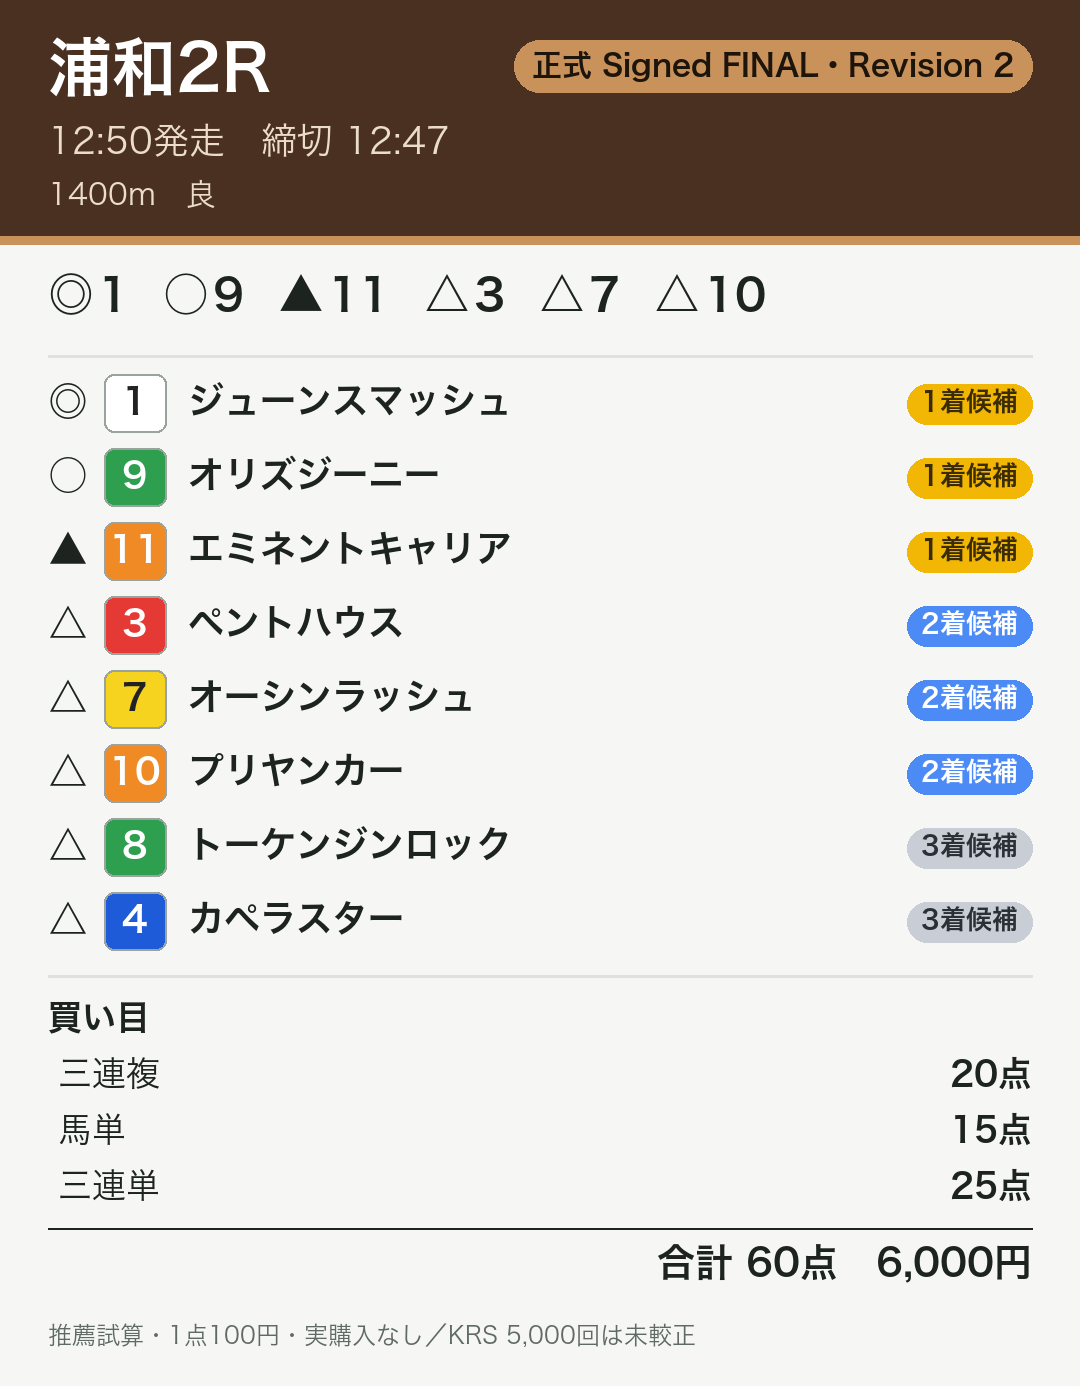 浦和2R
正式 Signed FINAL・Revision 2
12:50発走　締切 12:47
1400m　良
◎1 ○9 ▲11 △3 △7 △10
◎ 1 ジューンスマッシュ 1着候補
○ 9 オリズジーニー 1着候補
▲ 11 エミネントキャリア 1着候補
△ 3 ペントハウス 2着候補
△ 7 オーシンラッシュ 2着候補
△ 10 プリヤンカー 2着候補
△ 8 トーケンジンロック 3着候補
△ 4 カペラスター 3着候補
買い目
三連複 20点
馬単 15点
三連単 25点
合計 60点　6,000円
推薦試算・1点100円・実購入なし／KRS 5,000回は未較正